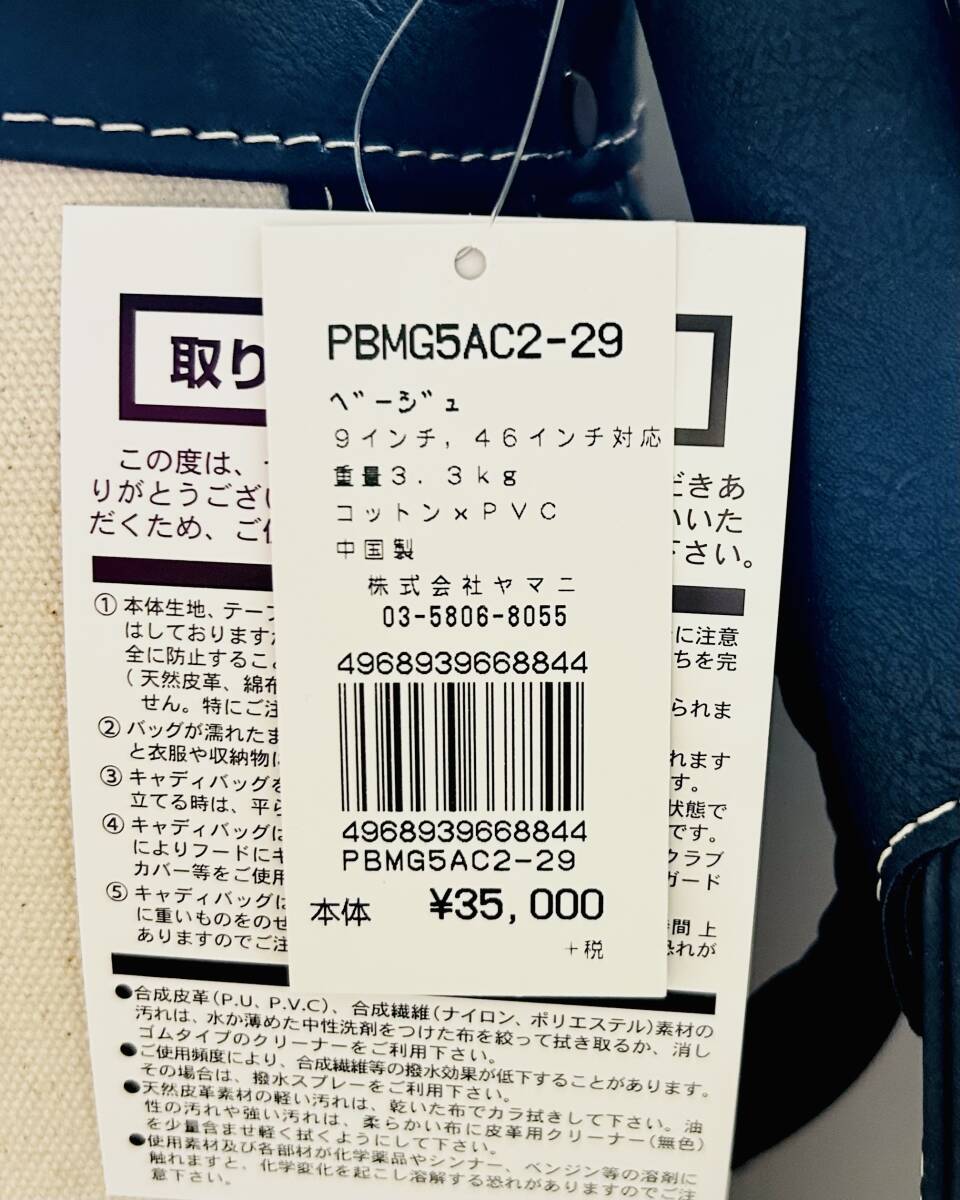 PBMG5AC2-29
ベージュ
9インチ, 46インチ対応
重量3.3kg
コットン×PVC
中国製
株式会社ヤマニ
03-5806-8055
4968939668844
4968939668844
PBMG5AC2-29
本体 ¥35,000
+税
取り
この度は、
だきあ
りがとうござい
いいた
だくため、ご
下さい。
① 本体生地、テープ
に注意
はしております
ちを完
全に防止するこ
(天然皮革、綿布
られま
せん。特にご注
② バッグが濡れたま
れます
と衣服や収納物に
す。
③ キャディバッグを
状態で
立てる時は、平ら
です。
④ キャディバッグは
クラブ
によりフードにキ
ガード
カバー等をご使用
⑤ キャディバッグに
時間上
に重いものをのせ
恐れが
ありますのでご注
●合成皮革(P.U、P.V.C)、合成繊維(ナイロン、ポリエステル)素材の
汚れは、水か薄めた中性洗剤をつけた布を絞って拭き取るか、消し
ゴムタイプのクリーナーをご利用下さい。
●ご使用頻度により、合成繊維等の撥水効果が低下することがあります。
その場合は、撥水スプレーをご利用下さい。
●天然皮革素材の軽い汚れは、乾いた布でカラ拭きして下さい。油
性の汚れや強い汚れは、柔らかい布に皮革用クリーナー(無色)
を少量含ませ軽く拭くようにして下さい。
●使用素材及び各部材が化学薬品やシンナー、ベンジン等の溶剤に
触れますと、化学変化を起こし溶解する恐れがありますのでご注
意下さい。